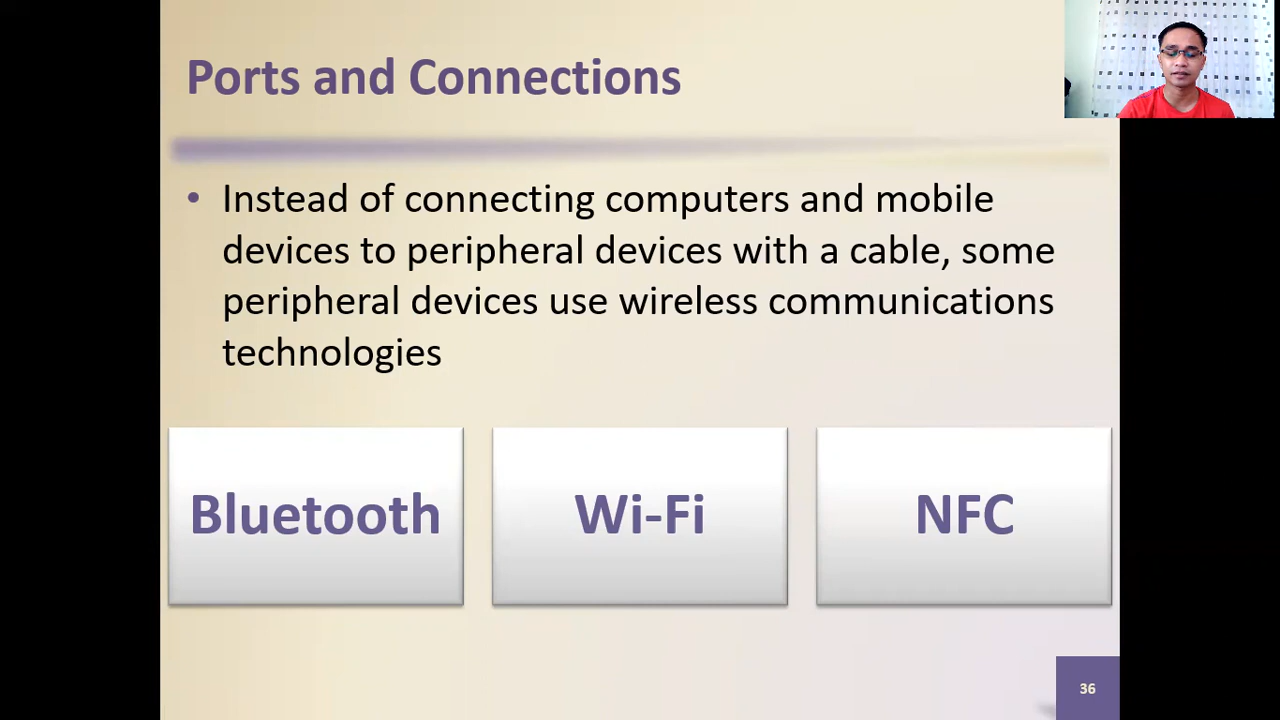 Ports and Connections
• Instead of connecting computers and mobile
devices to peripheral devices with a cable, some
peripheral devices use wireless communications
technologies
Bluetooth
Wi-Fi
NFC
36